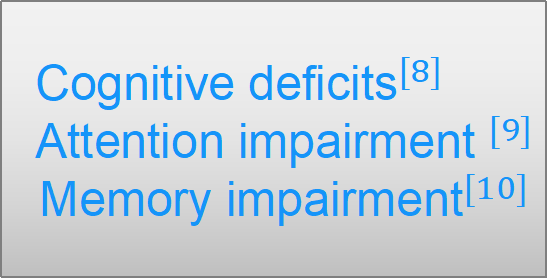 Cognitive deficits[8]
Attention impairment [9]
Memory impairment[10]